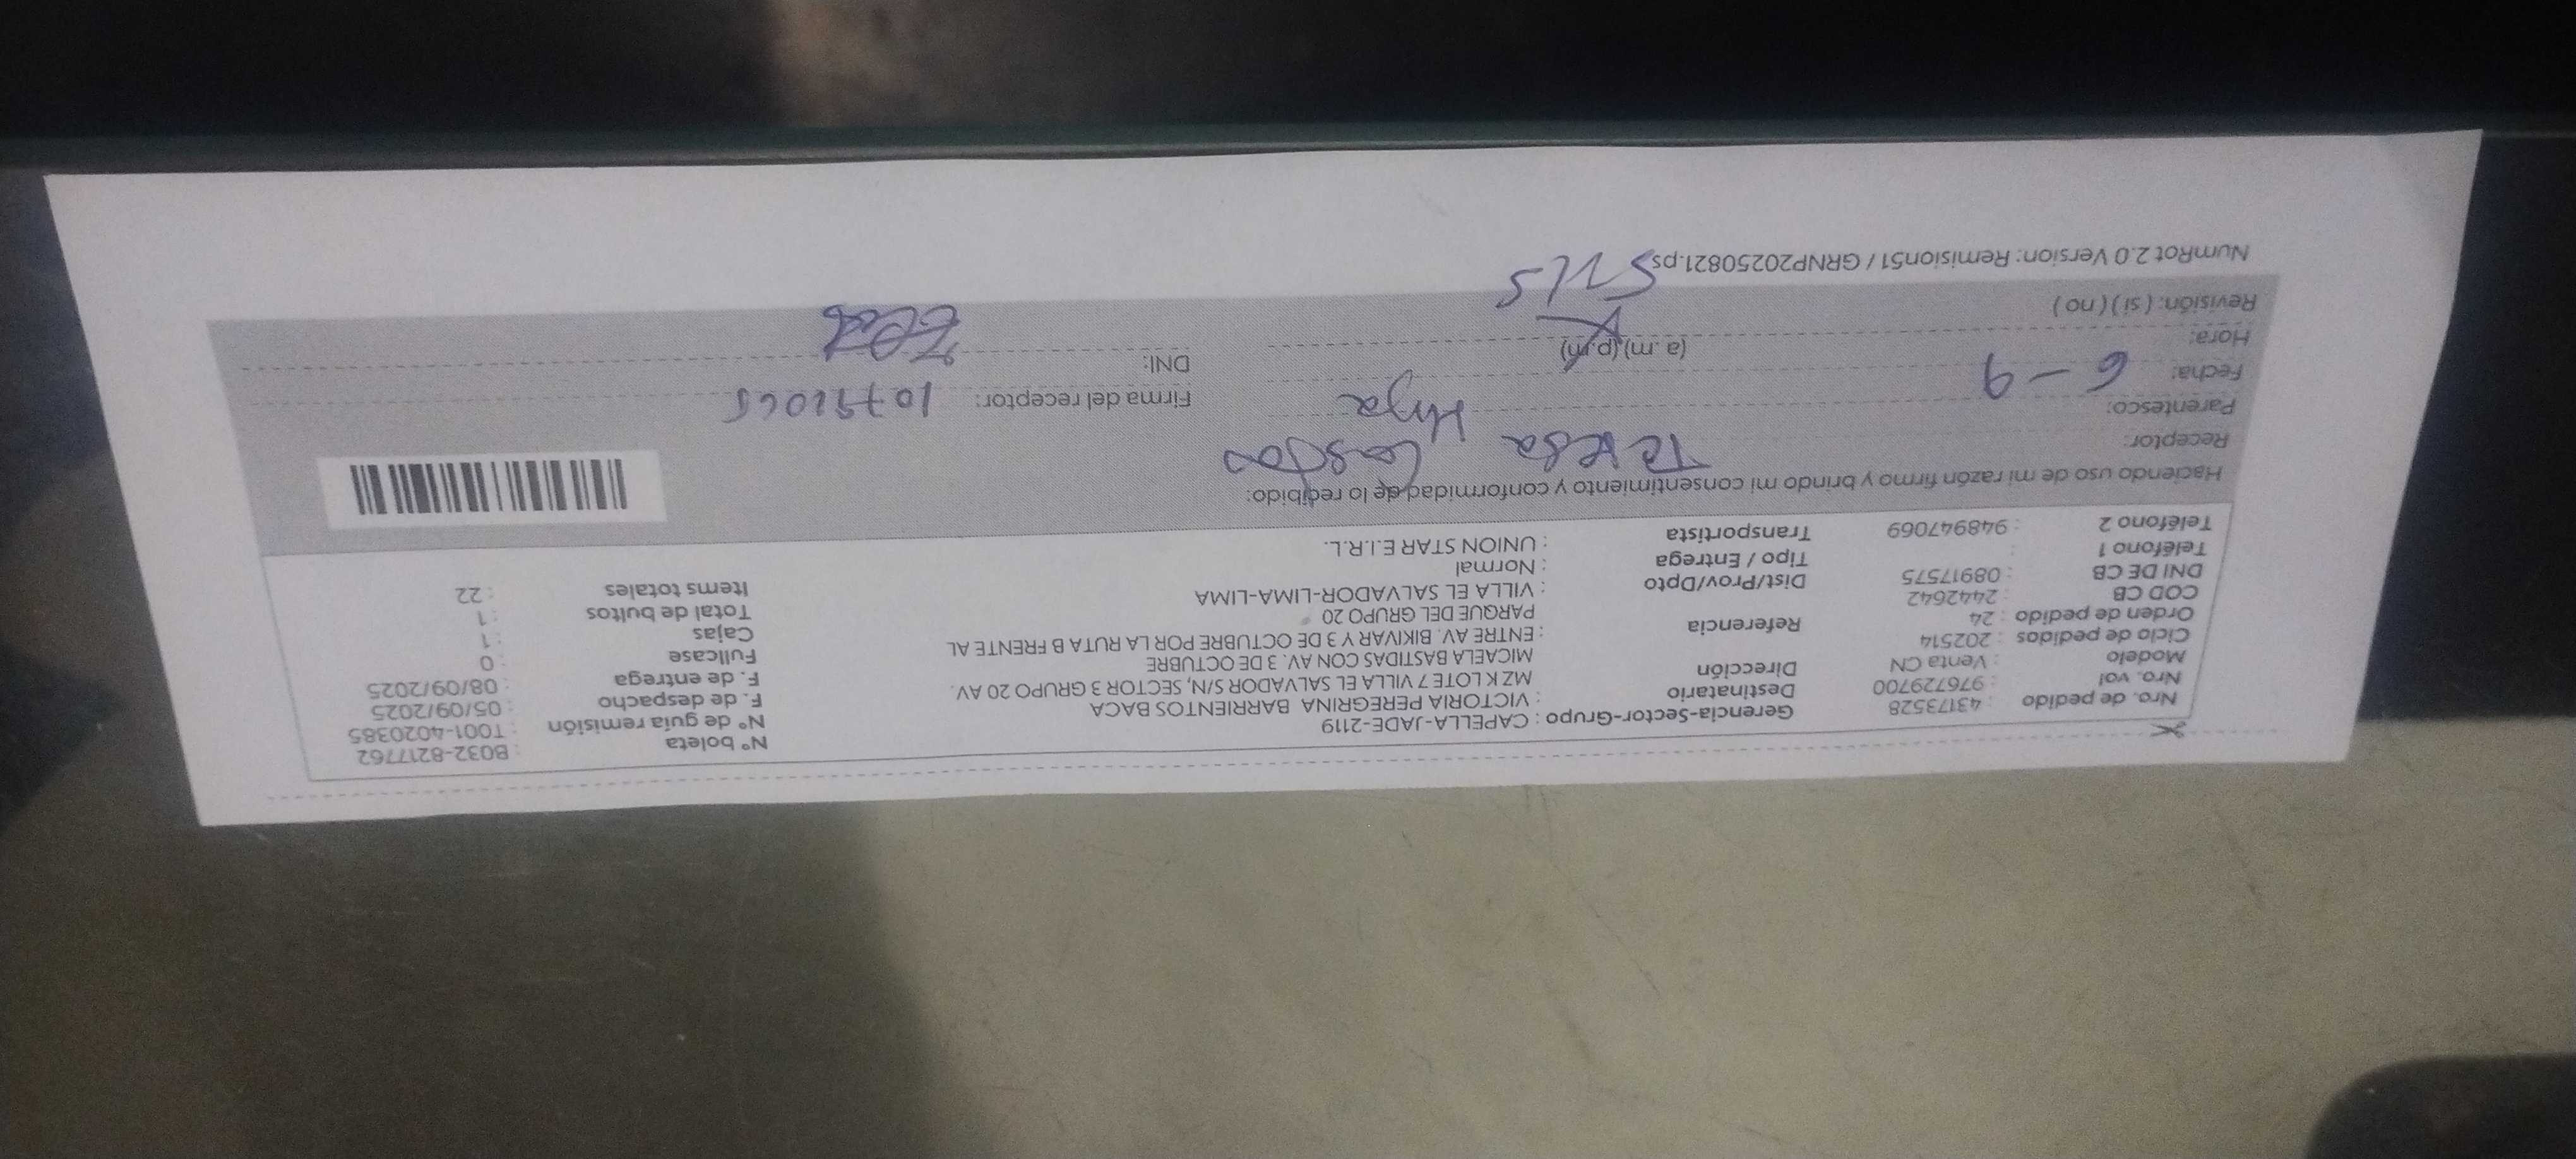 Nro. de pedido : 43173528
Nro. vol : 976729700
Modelo : Venta CN
Ciclo de pedidos : 202514
Orden de pedido : 24
COD CB : 2442642
DNI DE CB : 08917575
Teléfono 1 :
Teléfono 2 : 948947069
Gerencia-Sector-Grupo : CAPELLA-JADE-2119
Destinatario : VICTORIA PEREGRINA BARRIENTOS BACA
Dirección MZ K LOTE 7 VILLA EL SALVADOR S/N, SECTOR 3 GRUPO 20 AV.
MICAELA BASTIDAS CON AV. 3 DE OCTUBRE
Referencia : ENTRE AV. BIKIVAR Y 3 DE OCTUBRE POR LA RUTA B FRENTE AL
PARQUE DEL GRUPO 20
Dist/Prov/Dpto : VILLA EL SALVADOR-LIMA-LIMA
Tipo / Entrega : Normal
Transportista : UNION STAR E.I.R.L.
N° boleta : B032-8217762
N° de guía remisión : T001-4020385
F. de despacho : 05/09/2025
F. de entrega : 08/09/2025
Fullcase : 0
Cajas : 1
Total de bultos : 1
Items totales : 22
Haciendo uso de mi razón firmo y brindo mi consentimiento y conformidad de lo recibido:
Receptor: Teresa
Parentesco: Hija
Fecha: 6-9
Hora: (a.m) (p.m)
Revisión: ( si ) ( no )
Firma del receptor:
DNI:
NumRot 2.0 Version: Remision51 / GRNP20250821.ps